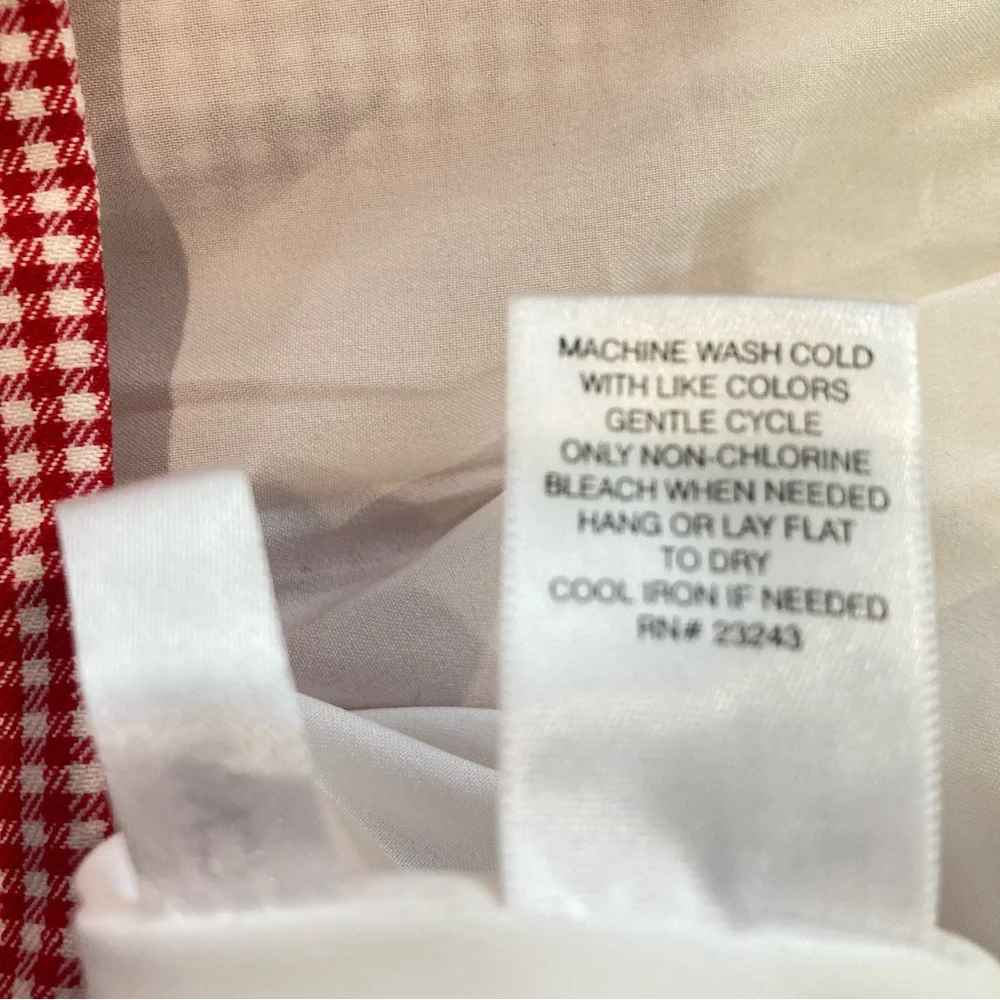 MACHINE WASH COLD
WITH LIKE COLORS
GENTLE CYCLE
ONLY NON-CHLORINE
BLEACH WHEN NEEDED
HANG OR LAY FLAT
TO DRY
COOL IRON IF NEEDED
RN# 23243